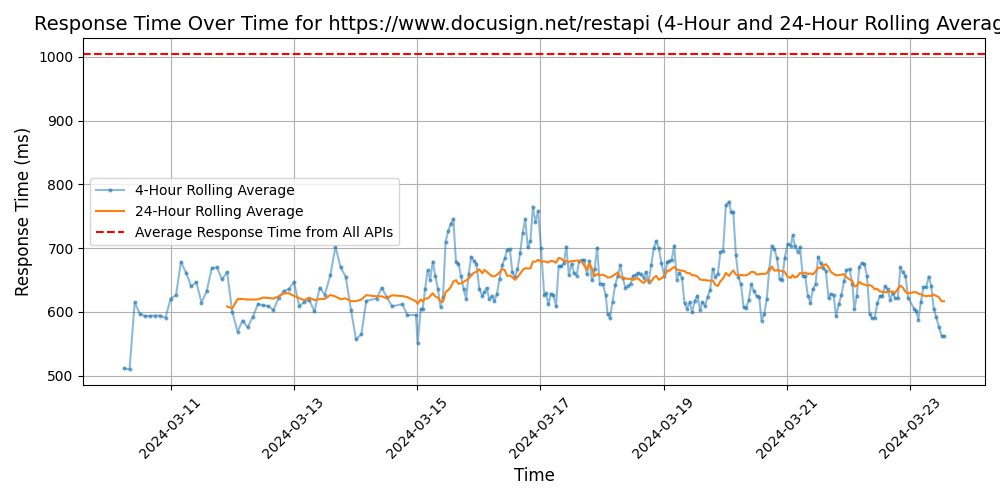 Response Time Over Time for https://www.docusign.net/restapi (4-Hour and 24-Hour Rolling Averag
1000
900
800
700
600
500
Response Time (ms)
4-Hour Rolling Average
24-Hour Rolling Average
Average Response Time from All APIs
2024-03-11
2024-03-13
2024-03-15
2024-03-17
2024-03-19
2024-03-21
2024-03-23
Time